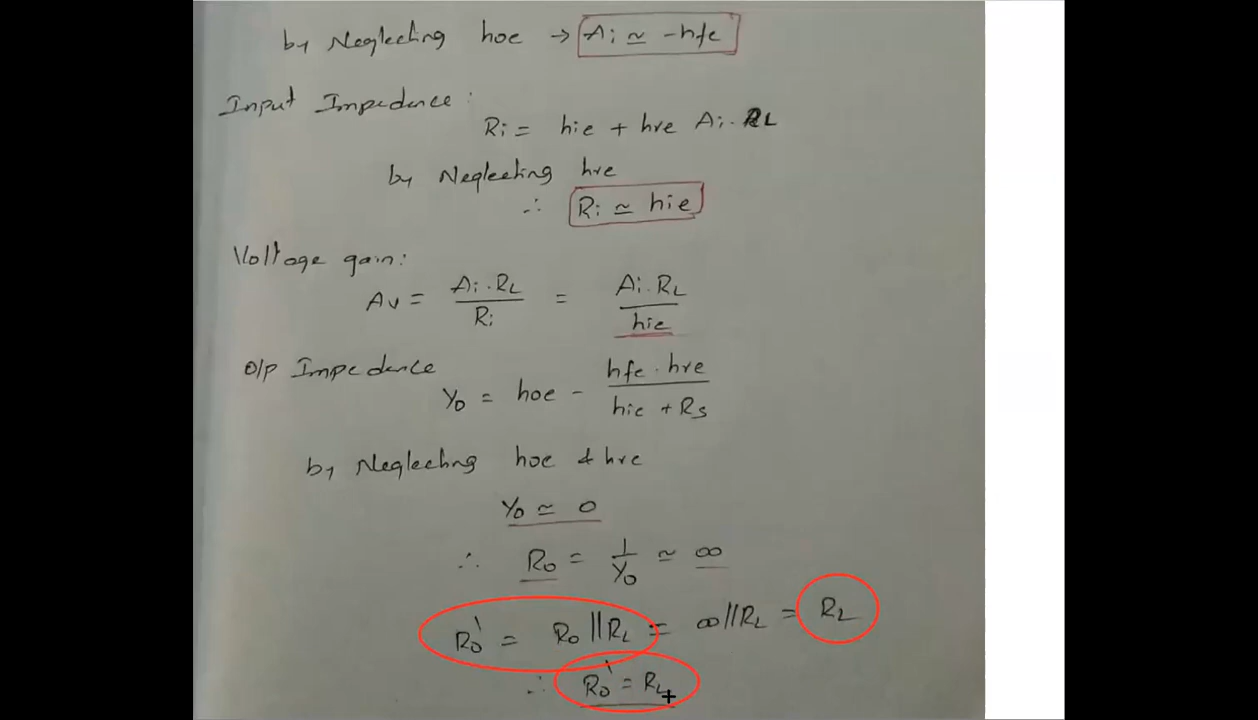 by Neglecting hoe → Ai ≃ -hfe
Input Impedence:
Ri = hie + hre Ai. RL
by Neglecting hre
∴ Ri ≃ hie
Voltage gain:
Av = Ai.RL / Ri = Ai.RL / hie
O/p Impedence
Yo = hoe - hfe.hre / hie + Rs
by Neglecting hoe & hre
Yo ≃ 0
∴ Ro = 1/Yo ≃ ∞
Ro' = Ro || RL = ∞ || RL = RL
∴ Ro' = RL